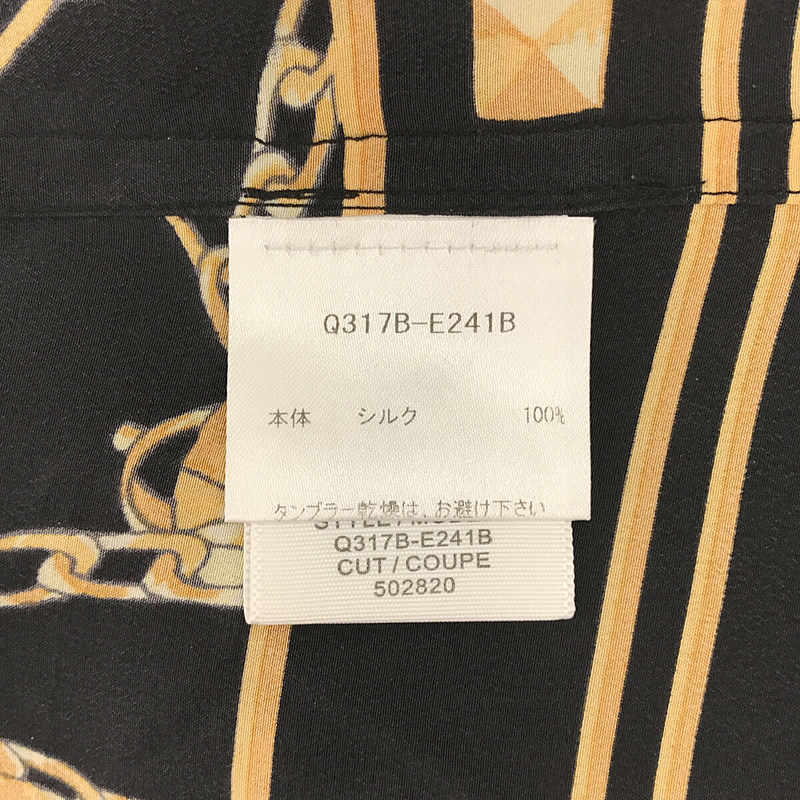 Q317B-E241B
本体 シルク 100%
タンブラー乾燥は、お避け下さい
Q317B-E241B
CUT / COUPE
502820